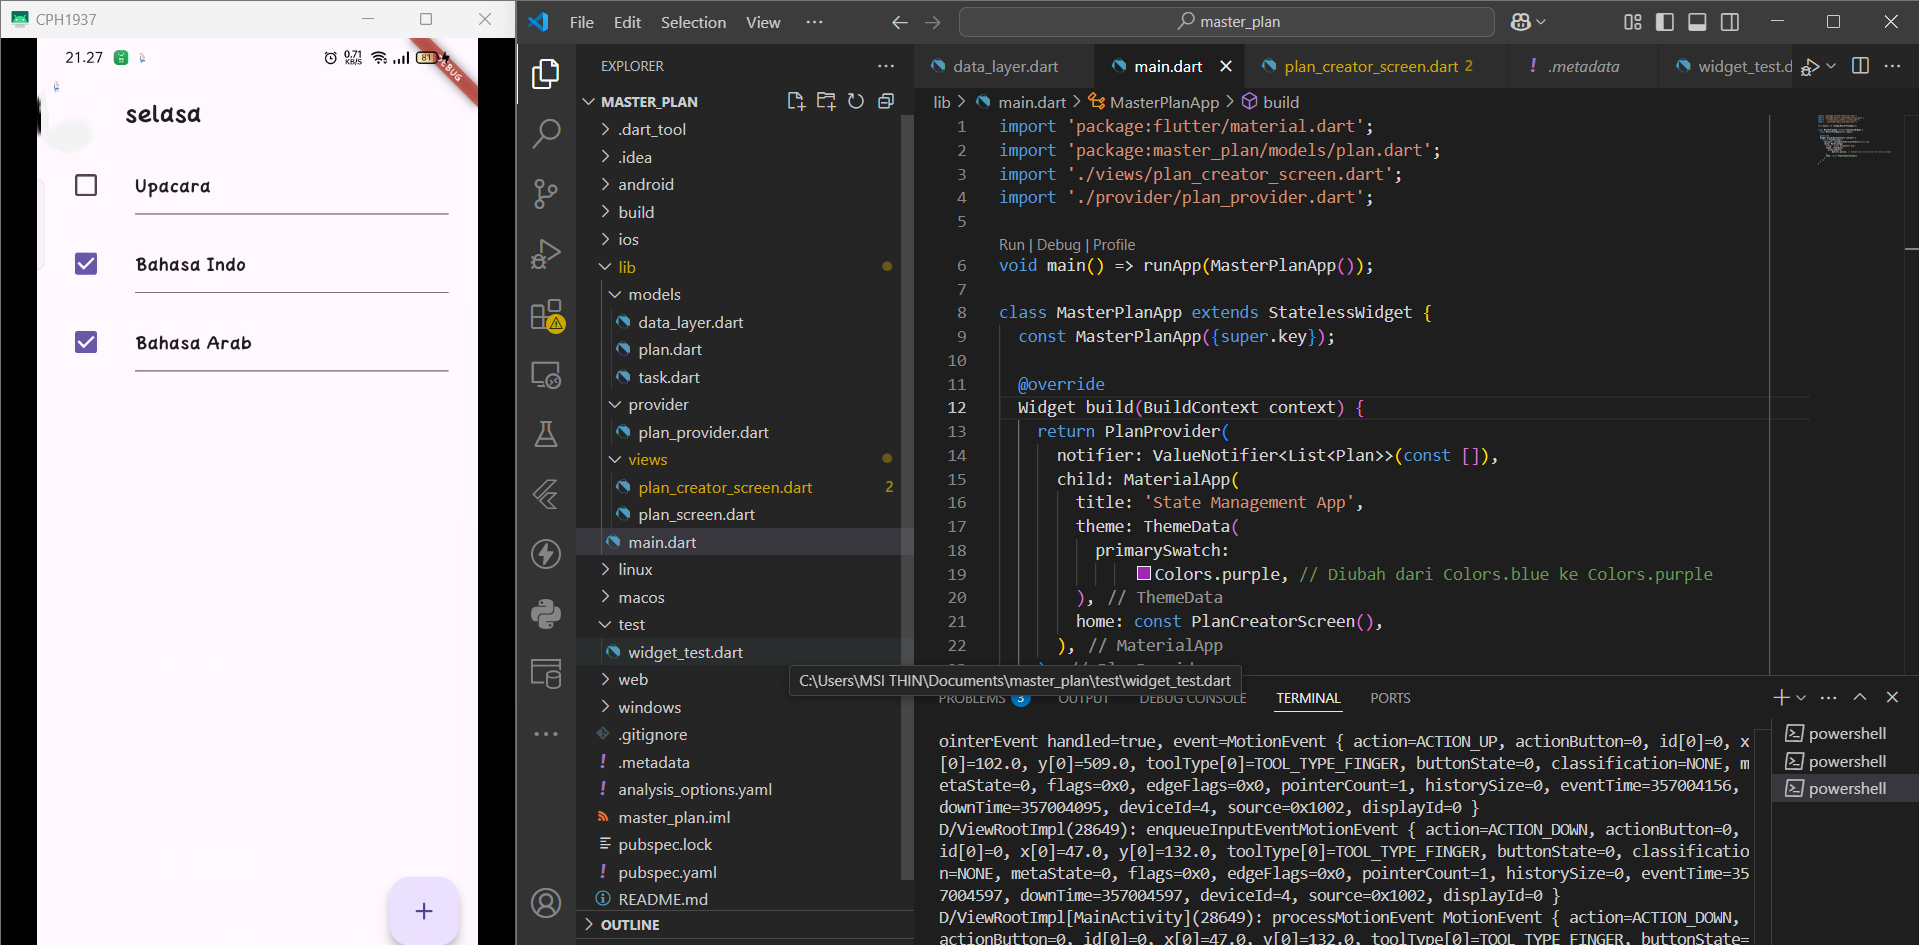 CPH1937
21.27
0.71
KB/S
81
DEBUG
selasa
Upacara
Bahasa Indo
Bahasa Arab
File Edit Selection View
master_plan
EXPLORER
MASTER_PLAN
.dart_tool
.idea
android
build
ios
lib
models
data_layer.dart
plan.dart
task.dart
provider
plan_provider.dart
views
plan_creator_screen.dart 2
plan_screen.dart
main.dart
linux
macos
test
widget_test.dart
web
windows
.gitignore
.metadata
analysis_options.yaml
master_plan.iml
pubspec.lock
pubspec.yaml
README.md
OUTLINE
data_layer.dart main.dart plan_creator_screen.dart 2 .metadata widget_test.d
lib > main.dart > MasterPlanApp > build
1 import 'package:flutter/material.dart';
2 import 'package:master_plan/models/plan.dart';
3 import './views/plan_creator_screen.dart';
4 import './provider/plan_provider.dart';
5
Run | Debug | Profile
6 void main() => runApp(MasterPlanApp());
7
8 class MasterPlanApp extends StatelessWidget {
9 const MasterPlanApp({super.key});
10
11 @override
12 Widget build(BuildContext context) {
13 return PlanProvider(
14 notifier: ValueNotifier<List<Plan>>(const []),
15 child: MaterialApp(
16 title: 'State Management App',
17 theme: ThemeData(
18 primarySwatch:
19 Colors.purple, // Diubah dari Colors.blue ke Colors.purple
20 ), // ThemeData
21 home: const PlanCreatorScreen(),
22 ), // MaterialApp
C:\Users\MSI THIN\Documents\master_plan\test\widget_test.dart
PROBLEMS 3 OUTPUT DEBUG CONSOLE TERMINAL PORTS
ointerEvent handled=true, event=MotionEvent { action=ACTION_UP, actionButton=0, id[0]=0, x
[0]=102.0, y[0]=509.0, toolType[0]=TOOL_TYPE_FINGER, buttonState=0, classification=NONE, m
etaState=0, flags=0x0, edgeFlags=0x0, pointerCount=1, historySize=0, eventTime=357004156,
downTime=357004095, deviceId=4, source=0x1002, displayId=0 }
D/ViewRootImpl(28649): enqueueInputEventMotionEvent { action=ACTION_DOWN, actionButton=0,
id[0]=0, x[0]=47.0, y[0]=132.0, toolType[0]=TOOL_TYPE_FINGER, buttonState=0, classificatio
n=NONE, metaState=0, flags=0x0, edgeFlags=0x0, pointerCount=1, historySize=0, eventTime=35
7004597, downTime=357004597, deviceId=4, source=0x1002, displayId=0 }
D/ViewRootImpl[MainActivity](28649): processMotionEvent MotionEvent { action=ACTION_DOWN,
actionButton=0, id[0]=0, x[0]=47.0, y[0]=132.0, toolType[0]=TOOL_TYPE_FINGER, buttonState=
powershell
powershell
powershell